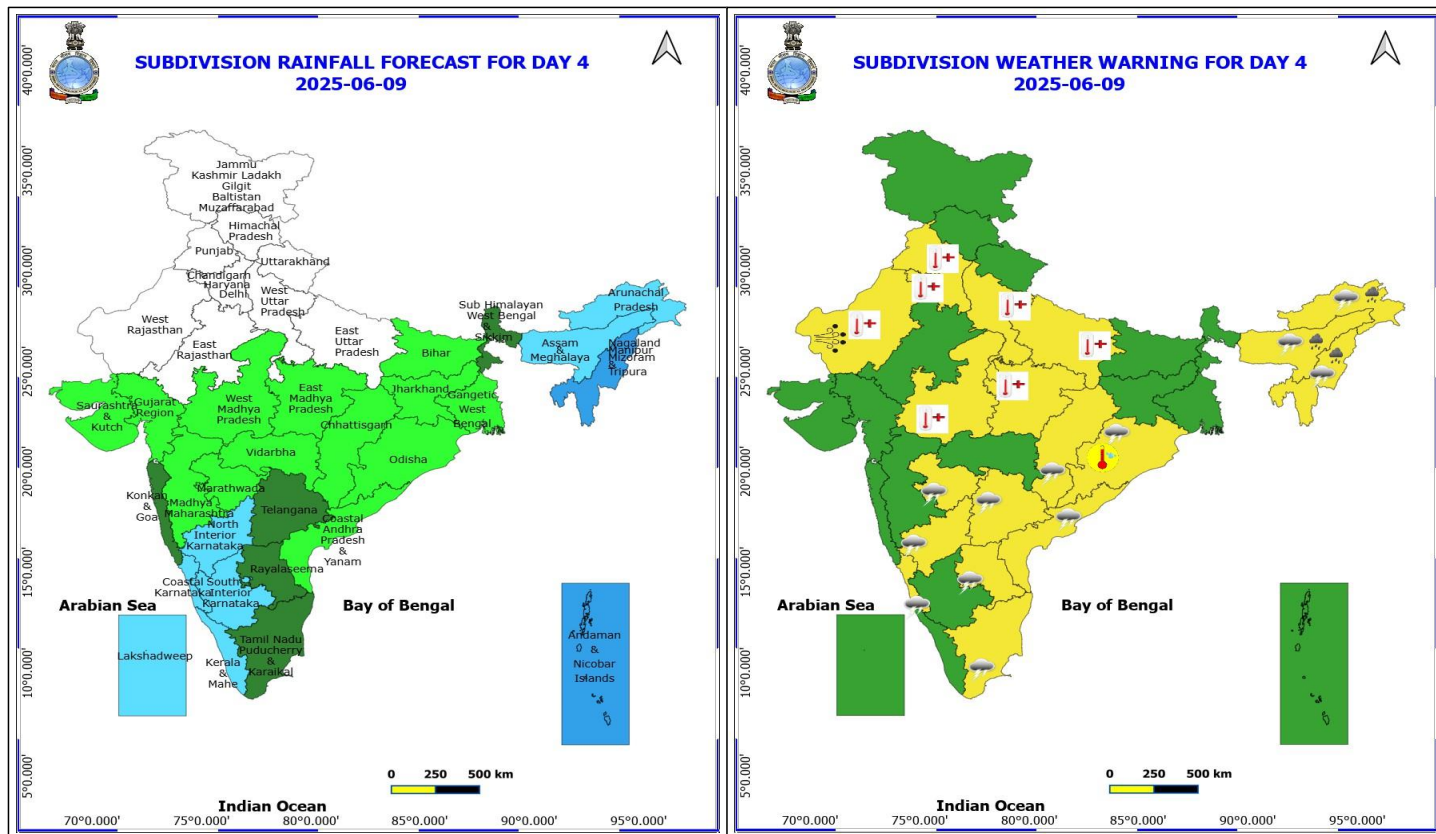 SUBDIVISION RAINFALL FORECAST FOR DAY 4
2025-06-09
40°0.000'
35°0.000'
30°0.000'
25°0.000'
20°0.000'
15°0.000'
10°0.000'
5°0.000'
Jammu
Kashmir Ladakh
Gilgit
Baltistan
Muzaffarabad
Himachal
Pradesh
Punjab
Uttarakhand
Chandigarh
Haryana
Delhi
West
Uttar
Pradesh
West
Rajasthan
East
Rajasthan
East
Uttar
Pradesh
Sub Himalayan
West Bengal
&
Sikkim
Arunachal
Pradesh
Assam
&
Meghalaya
Nagaland
Manipur
Mizoram
&
Tripura
Bihar
Jharkhand
Gangetic
West
Bengal
Saurashtra
&
Kutch
Gujarat
Region
West
Madhya
Pradesh
East
Madhya
Pradesh
Chhattisgarh
Vidarbha
Odisha
Konkan
&
Goa
Madhya
Maharashtra
Marathwada
Telangana
North
Interior
Karnataka
Coastal
Andhra
Pradesh
&
Yanam
Rayalaseema
Coastal
Karnataka
South
Interior
Karnataka
Arabian Sea
Bay of Bengal
Lakshadweep
Kerala
&
Mahe
Tamil Nadu
Puducherry
&
Karaikal
Andaman
&
Nicobar
Islands
0 250 500 km
Indian Ocean
70°0.000' 75°0.000' 80°0.000' 85°0.000' 90°0.000' 95°0.000'
SUBDIVISION WEATHER WARNING FOR DAY 4
2025-06-09
40°0.000'
35°0.000'
30°0.000'
25°0.000'
20°0.000'
15°0.000'
10°0.000'
5°0.000'
Arabian Sea
Bay of Bengal
0 250 500 km
Indian Ocean
70°0.000' 75°0.000' 80°0.000' 85°0.000' 90°0.000' 95°0.000'